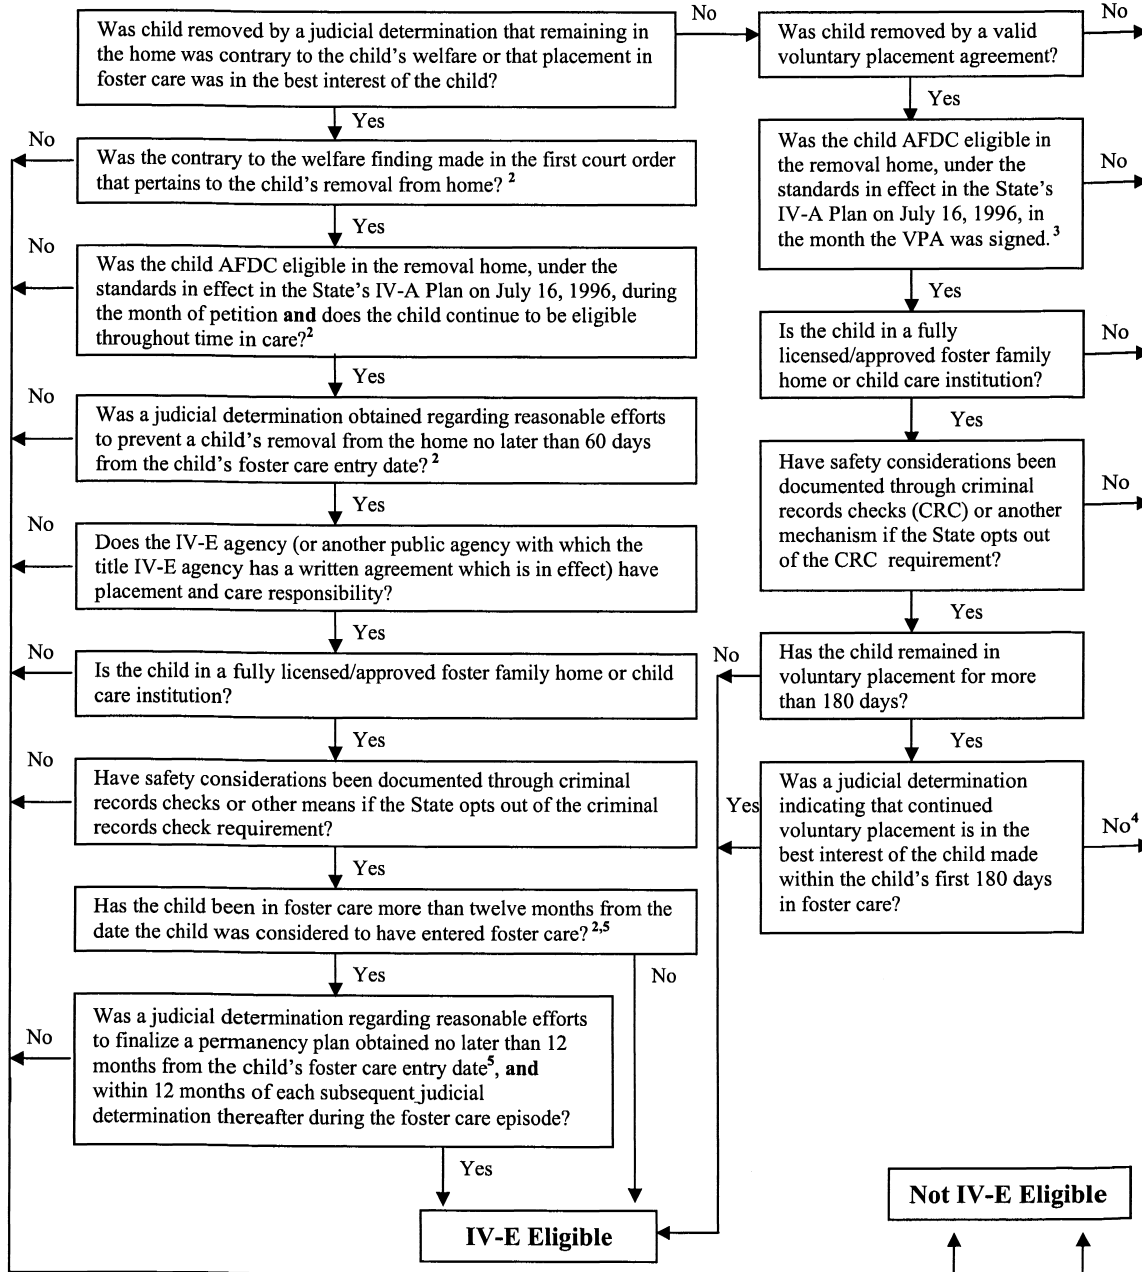 Was child removed by a judicial determination that remaining in
the home was contrary to the child's welfare or that placement in
foster care was in the best interest of the child?
No
Was child removed by a valid
voluntary placement agreement?
No
Yes
Yes
No
Was the contrary to the welfare finding made in the first court order
that pertains to the child's removal from home? 2
Was the child AFDC eligible in
the removal home, under the
standards in effect in the State's
IV-A Plan on July 16, 1996, in
the month the VPA was signed.3
No
Yes
No
Was the child AFDC eligible in the removal home, under the
standards in effect in the State's IV-A Plan on July 16, 1996, during
the month of petition and does the child continue to be eligible
throughout time in care?2
Yes
Is the child in a fully
licensed/approved foster family
home or child care institution?
No
Yes
No
Was a judicial determination obtained regarding reasonable efforts
to prevent a child's removal from the home no later than 60 days
from the child's foster care entry date? 2
Yes
Have safety considerations been
documented through criminal
records checks (CRC) or another
mechanism if the State opts out
of the CRC requirement?
No
Yes
No
Does the IV-E agency (or another public agency with which the
title IV-E agency has a written agreement which is in effect) have
placement and care responsibility?
Yes
Yes
No
Is the child in a fully licensed/approved foster family home or child
care institution?
No
Has the child remained in
voluntary placement for more
than 180 days?
Yes
Yes
No
Have safety considerations been documented through criminal
records checks or other means if the State opts out of the criminal
records check requirement?
Yes
Was a judicial determination
indicating that continued
voluntary placement is in the
best interest of the child made
within the child's first 180 days
in foster care?
No4
Yes
Has the child been in foster care more than twelve months from the
date the child was considered to have entered foster care? 2,5
Yes
No
No
Was a judicial determination regarding reasonable efforts
to finalize a permanency plan obtained no later than 12
months from the child's foster care entry date5, and
within 12 months of each subsequent judicial
determination thereafter during the foster care episode?
Yes
Not IV-E Eligible
IV-E Eligible